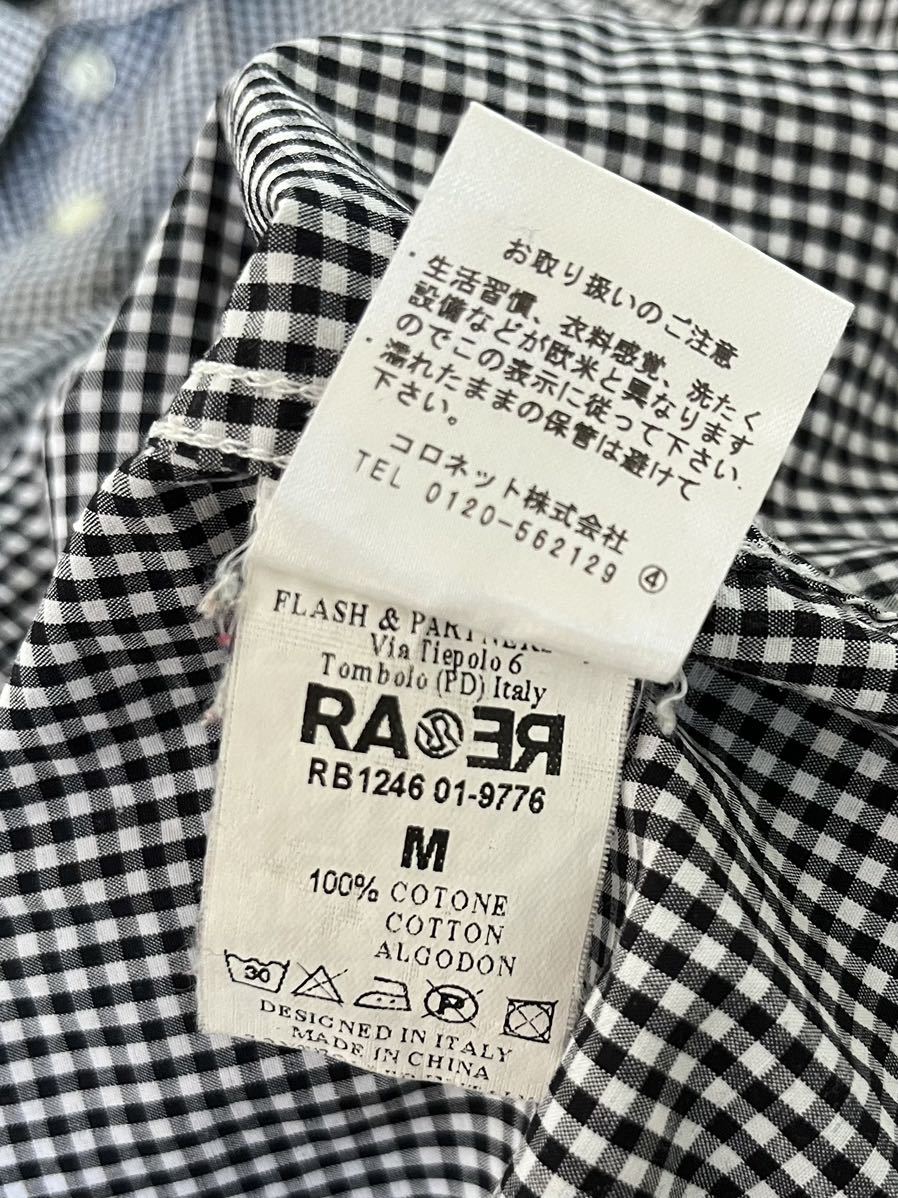 お取り扱いのご注意
・生活習慣、衣料感覚、洗たく
設備などが欧米と異なります
のでこの表示に従って下さい.
・濡れたままの保管は避けて
下さい。
コロネット株式会社
TEL 0120-562129 ④
FLASH & PARTNERS
Via Tiepolo 6
Tombolo (PD) Italy
RA ER
RB1246 01-9776
M
100% COTONE
COTTON
ALGODON
30 P
DESIGNED IN ITALY
MADE IN CHINA